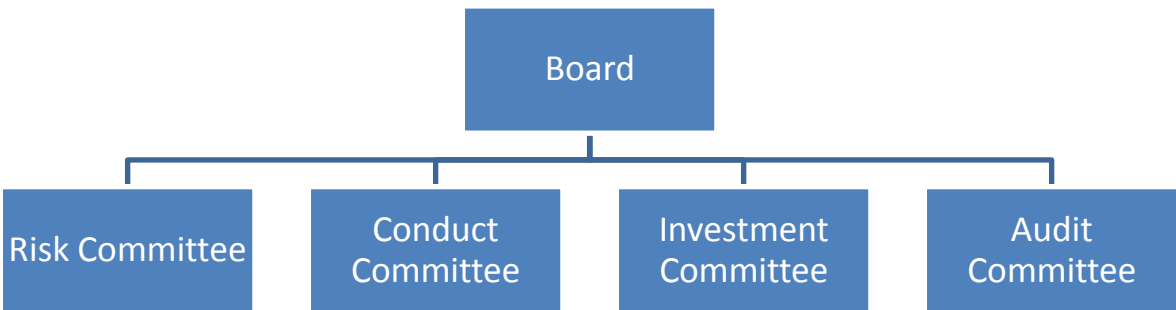 Board
Risk Committee
Conduct
Committee
Investment
Committee
Audit
Committee